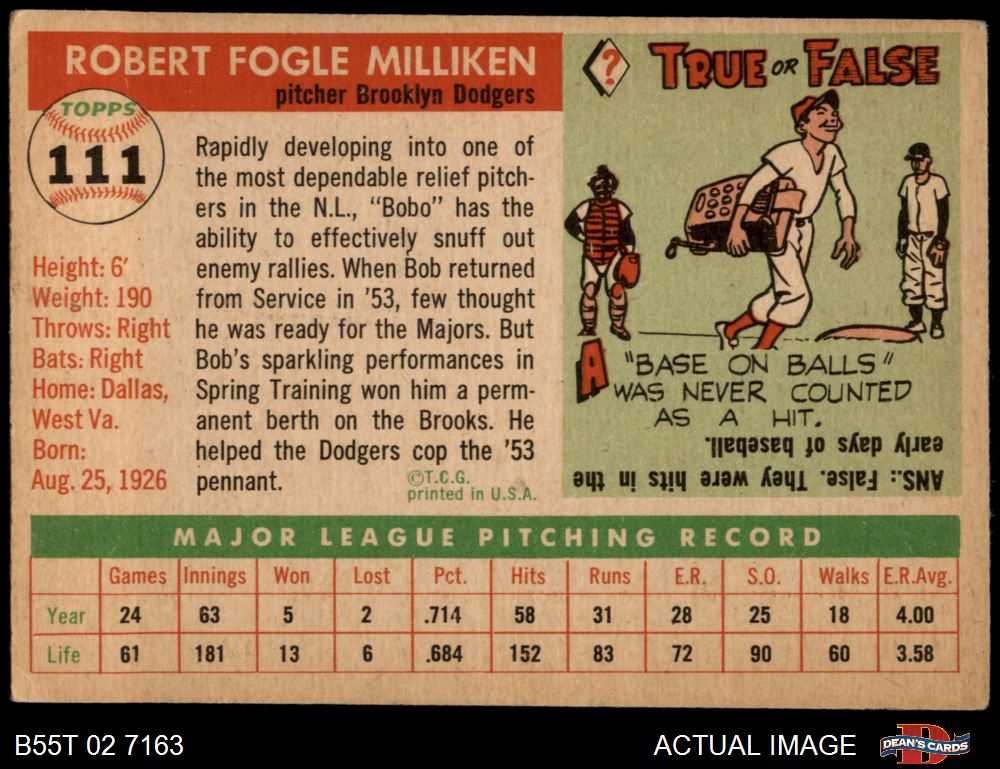 ROBERT FOGLE MILLIKEN
pitcher Brooklyn Dodgers
TOPPS
111
Height: 6'
Weight: 190
Throws: Right
Bats: Right
Home: Dallas,
West Va.
Born:
Aug. 25, 1926
Rapidly developing into one of
the most dependable relief pitch-
ers in the N.L., "Bobo" has the
ability to effectively snuff out
enemy rallies. When Bob returned
from Service in '53, few thought
he was ready for the Majors. But
Bob's sparkling performances in
Spring Training won him a perm-
anent berth on the Brooks. He
helped the Dodgers cop the '53
pennant.
©T.C.G.
printed in U.S.A.
?
TRUE OR FALSE
A "BASE ON BALLS"
WAS NEVER COUNTED
AS A HIT.
ANS.: False. They were hits in the
early days of baseball.
MAJOR LEAGUE PITCHING RECORD
Games Innings Won Lost Pct. Hits Runs E.R. S.O. Walks E.R.Avg.
Year 24 63 5 2 .714 58 31 28 25 18 4.00
Life 61 181 13 6 .684 152 83 72 90 60 3.58
B55T 02 7163
ACTUAL IMAGE
DEAN'S CARDS